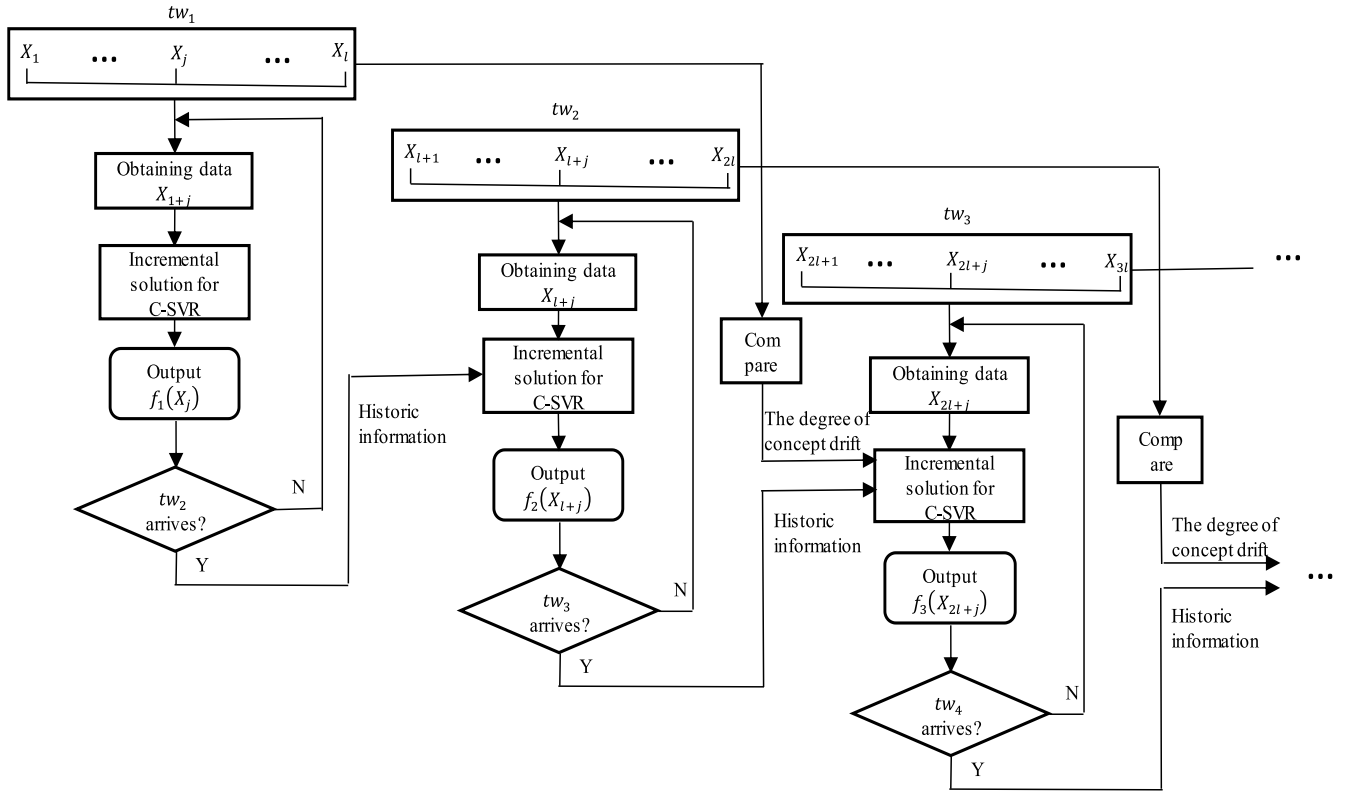 tw₁
X₁ ... Xⱼ ... Xₗ
Obtaining data
X₁₊ⱼ
Incremental
solution for
C-SVR
Output
f₁(Xⱼ)
tw₂
arrives?
N
Y
Historic
information
tw₂
Xₗ₊₁ ... Xₗ₊ⱼ ... X₂ₗ
Obtaining data
Xₗ₊ⱼ
Incremental
solution for
C-SVR
Output
f₂(Xₗ₊ⱼ)
tw₃
arrives?
N
Y
Com
pare
The degree of
concept drift
Historic
information
tw₃
X₂ₗ₊₁ ... X₂ₗ₊ⱼ ... X₃ₗ
...
Obtaining data
X₂ₗ₊ⱼ
Incremental
solution for
C-SVR
Output
f₃(X₂ₗ₊ⱼ)
tw₄
arrives?
N
Y
Comp
are
The degree of
concept drift
...
Historic
information